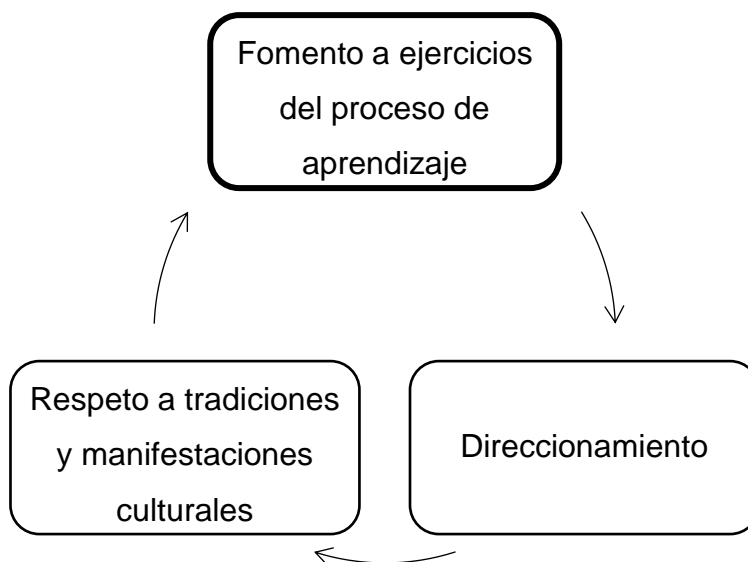 Fomento a ejercicios
del proceso de
aprendizaje
Respeto a tradiciones
y manifestaciones
culturales
Direccionamiento